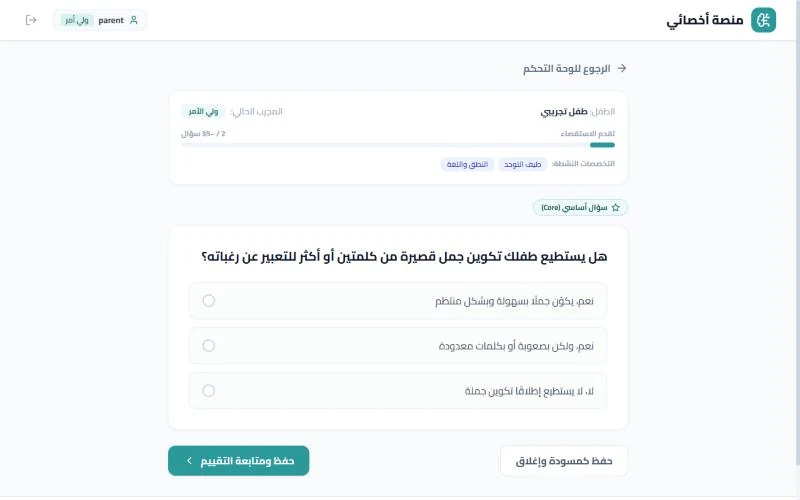 منصة أخصائي
parent ولي أمر
الرجوع للوحة التحكم
الطفل: طفل تجريبي
المجيب الحالي: ولي الأمر
تقدم الاستقصاء
2 / ~35 سؤال
التخصصات النشطة: طيف التوحد النطق واللغة
سؤال أساسي (Core)
هل يستطيع طفلك تكوين جمل قصيرة من كلمتين أو أكثر للتعبير عن رغباته؟
نعم، يكوّن جملًا بسهولة وبشكل منتظم
نعم، ولكن بصعوبة أو بكلمات معدودة
لا، لا يستطيع إطلاقًا تكوين جملة
حفظ كمسودة وإغلاق
حفظ ومتابعة التقييم